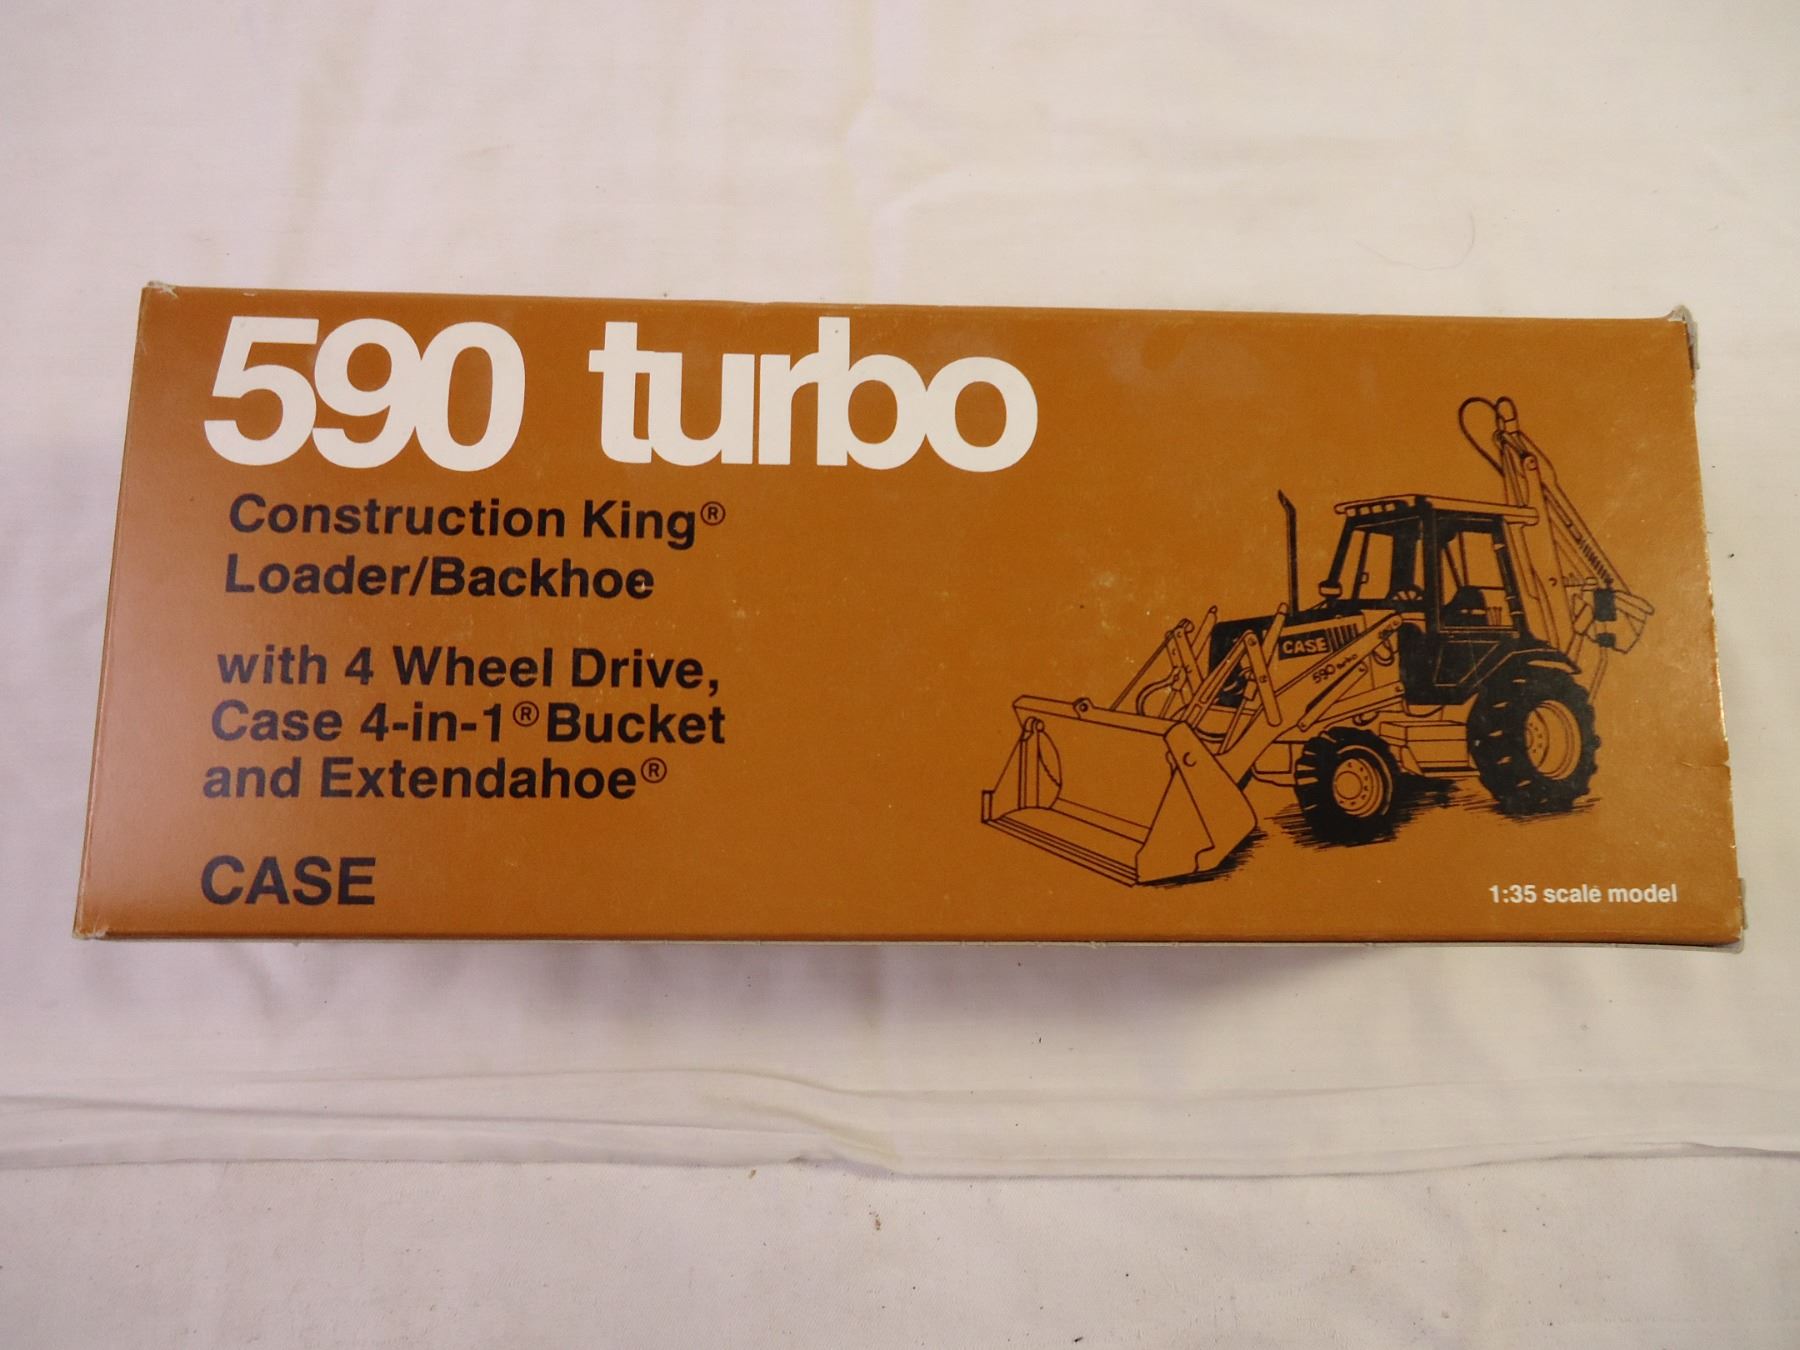 590 turbo
Construction King®
Loader/Backhoe
with 4 Wheel Drive,
Case 4-in-1® Bucket
and Extendahoe®
CASE
CASE
590 turbo
1:35 scale model